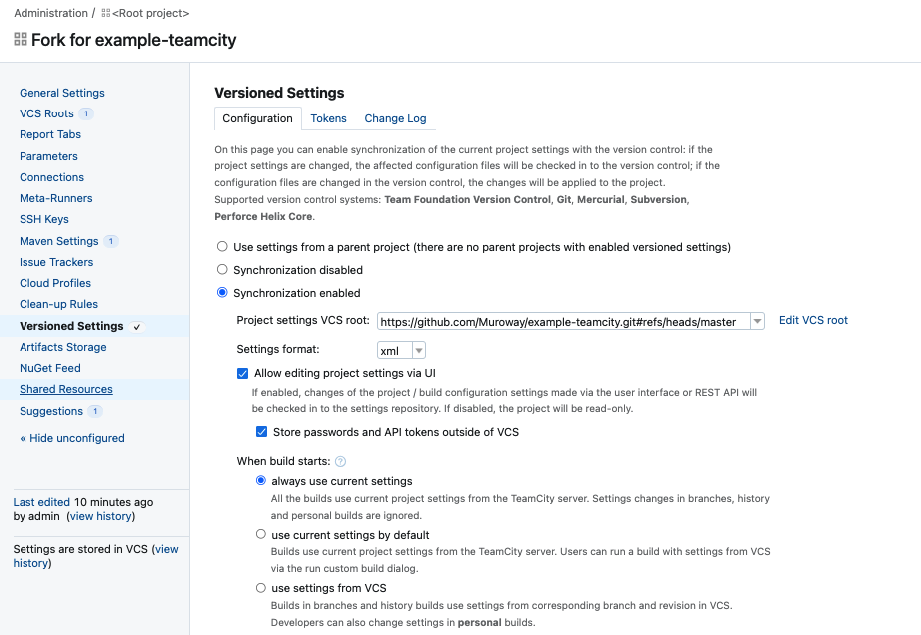 Administration / <Root project>
Fork for example-teamcity
General Settings
VCS Roots 1
Report Tabs
Parameters
Connections
Meta-Runners
SSH Keys
Maven Settings 1
Issue Trackers
Cloud Profiles
Clean-up Rules
Versioned Settings
Artifacts Storage
NuGet Feed
Shared Resources
Suggestions 1
« Hide unconfigured
Last edited 10 minutes ago
by admin (view history)
Settings are stored in VCS (view
history)
Versioned Settings
Configuration Tokens Change Log
On this page you can enable synchronization of the current project settings with the version control: if the
project settings are changed, the affected configuration files will be checked in to the version control; if the
configuration files are changed in the version control, the changes will be applied to the project.
Supported version control systems: Team Foundation Version Control, Git, Mercurial, Subversion,
Perforce Helix Core.
Use settings from a parent project (there are no parent projects with enabled versioned settings)
Synchronization disabled
Synchronization enabled
Project settings VCS root: https://github.com/Muroway/example-teamcity.git#refs/heads/master Edit VCS root
Settings format: xml
Allow editing project settings via UI
If enabled, changes of the project / build configuration settings made via the user interface or REST API will
be checked in to the settings repository. If disabled, the project will be read-only.
Store passwords and API tokens outside of VCS
When build starts: ?
always use current settings
All the builds use current project settings from the TeamCity server. Settings changes in branches, history
and personal builds are ignored.
use current settings by default
Builds use current project settings from the TeamCity server. Users can run a build with settings from VCS
via the run custom build dialog.
use settings from VCS
Builds in branches and history builds use settings from corresponding branch and revision in VCS.
Developers can also change settings in personal builds.